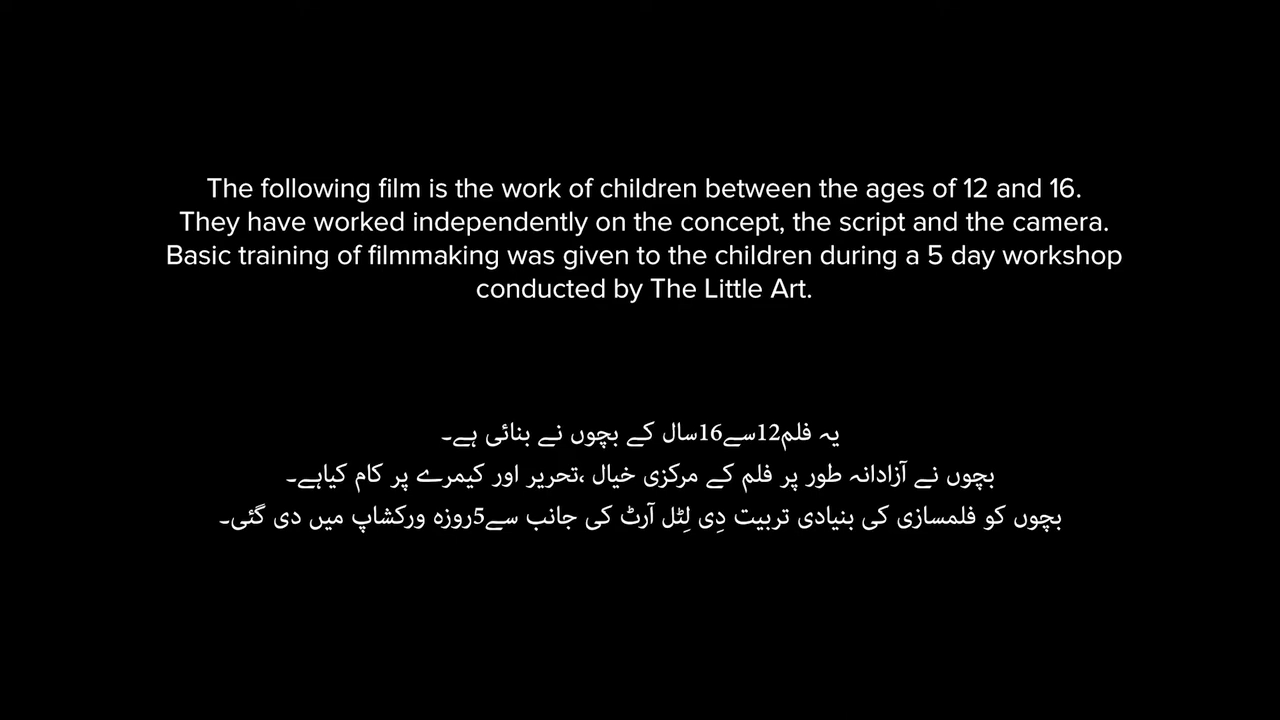 The following film is the work of children between the ages of 12 and 16.
They have worked independently on the concept, the script and the camera.
Basic training of filmmaking was given to the children during a 5 day workshop
conducted by The Little Art.
یہ فلم12سے16سال کے بچوں نے بنائی ہے۔
بچوں نے آزادانہ طور پر فلم کے مرکزی خیال ،تحریر اور کیمرے پر کام کیاہے۔
بچوں کو فلمسازی کی بنیادی تربیت دِی لِٹل آرٹ کی جانب سے5روزہ ورکشاپ میں دی گئی۔